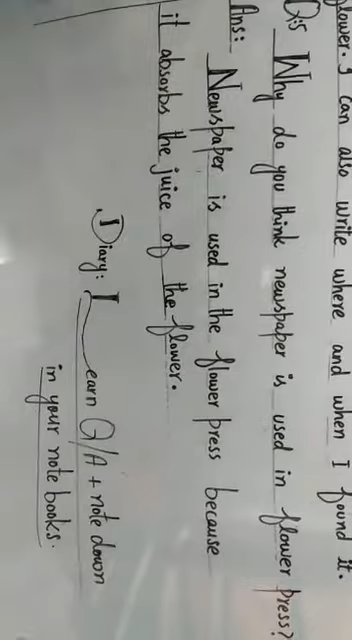 flower. I can also write where and when I found it.
Q:5 Why do you think newspaper is used in flower press?
Ans: Newspaper is used in the flower press because
it absorbs the juice of the flower.
Diary: Learn Q/A + note down
in your note books.